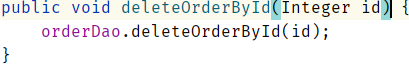 public void deleteOrderById(Integer id) {
    orderDao.deleteOrderById(id);
}